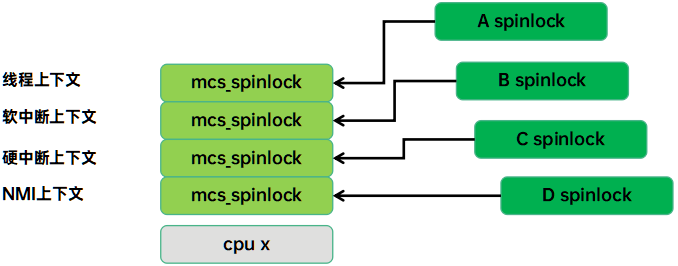 A spinlock
线程上下文
mcs_spinlock
B spinlock
软中断上下文
mcs_spinlock
C spinlock
硬中断上下文
mcs_spinlock
NMI上下文
mcs_spinlock
D spinlock
cpu x